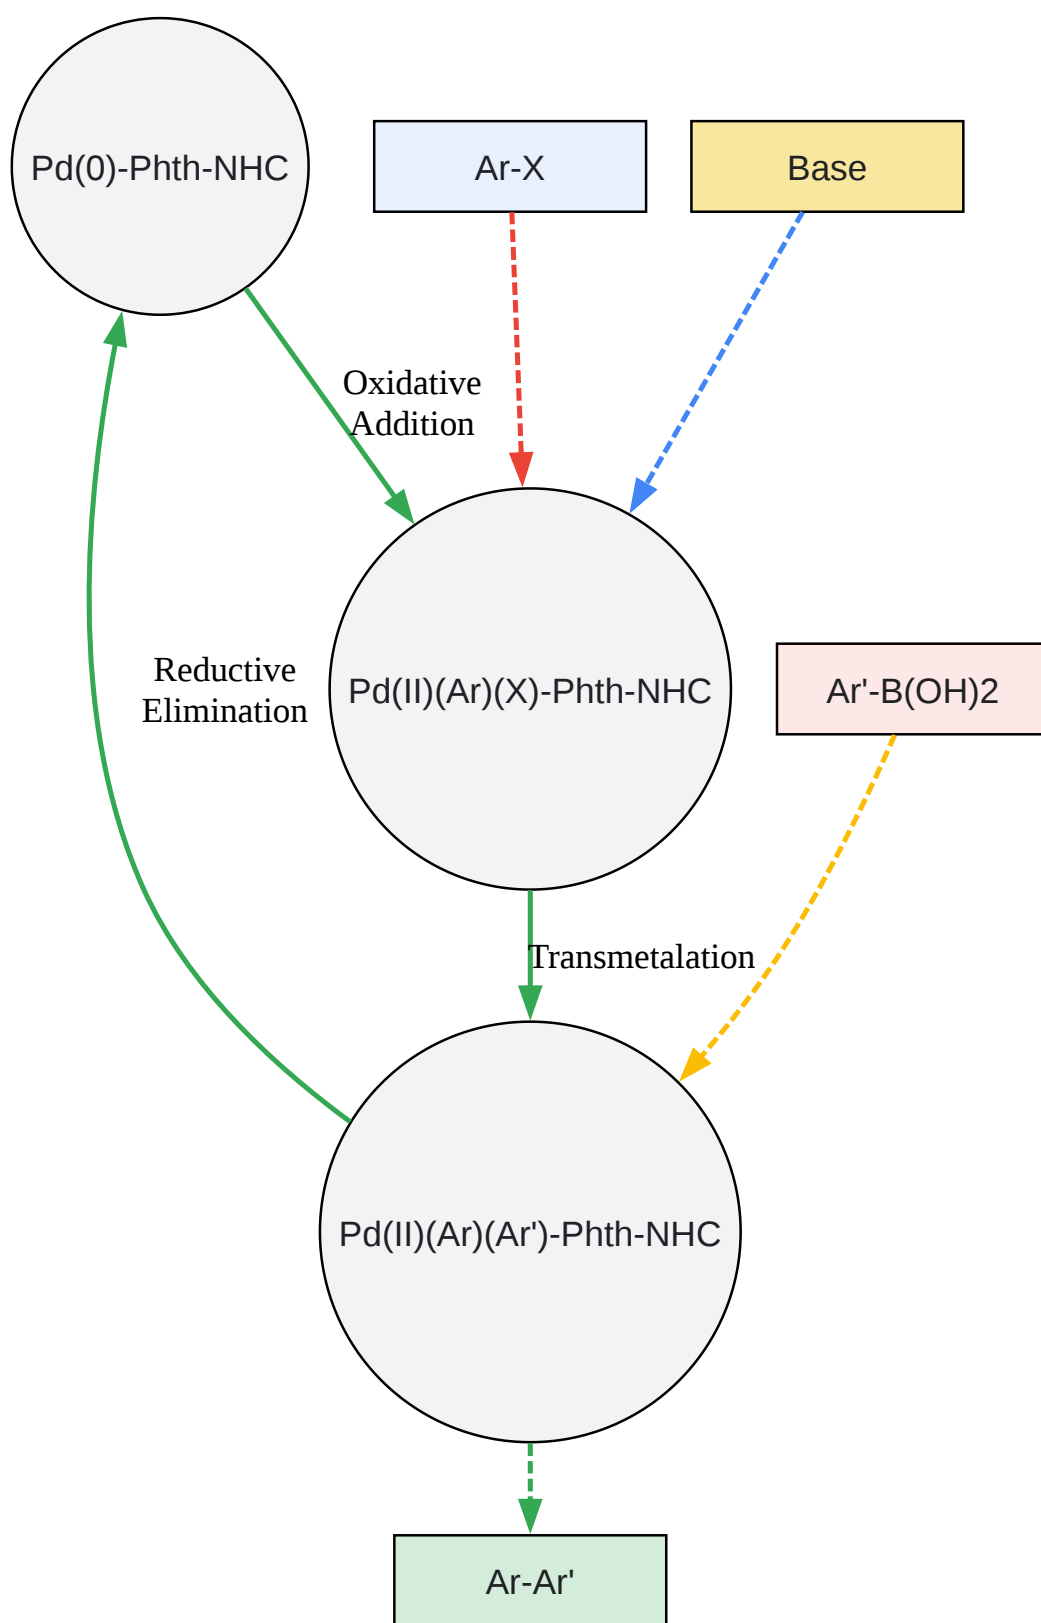 Pd(0)-Phth-NHC
Ar-X
Base
Oxidative
Addition
Reductive
Elimination
Pd(II)(Ar)(X)-Phth-NHC
Ar'-B(OH)2
Transmetalation
Pd(II)(Ar)(Ar')-Phth-NHC
Ar-Ar'